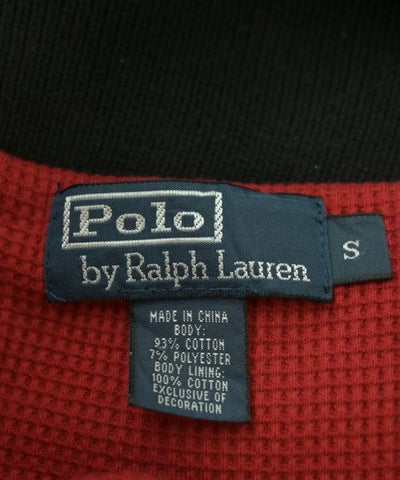 Polo
by Ralph Lauren
S
MADE IN CHINA
BODY:
93% COTTON
7% POLYESTER
BODY LINING:
100% COTTON
EXCLUSIVE OF
DECORATION